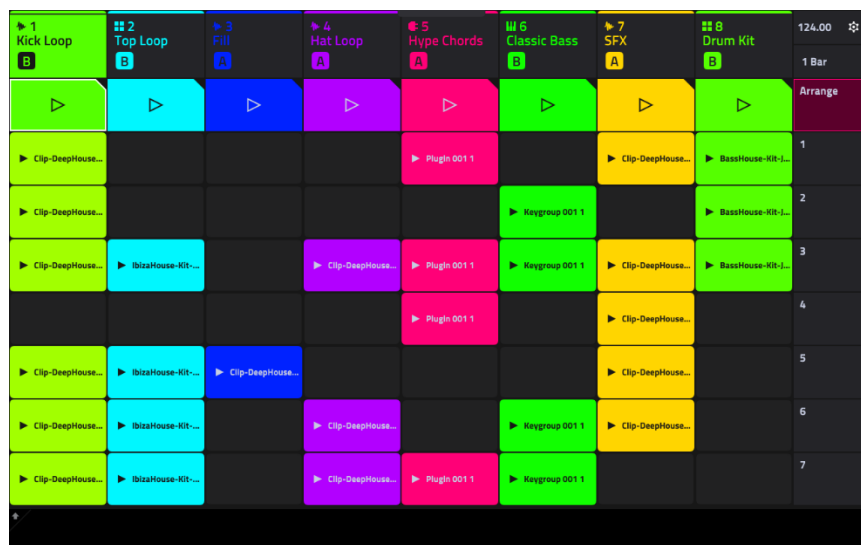 1 2 3 4 5 6 7 8 124.00
Kick Loop Top Loop Fill Hat Loop Hype Chords Classic Bass SFX Drum Kit
B B A A A B A B 1 Bar
Arrange
Clip-DeepHouse... Plugin 001 1 Clip-DeepHouse... BassHouse-Kit-J... 1
Clip-DeepHouse... Keygroup 001 1 BassHouse-Kit-J... 2
Clip-DeepHouse... IbizaHouse-Kit-... Clip-DeepHouse... Plugin 001 1 Keygroup 001 1 Clip-DeepHouse... BassHouse-Kit-J... 3
Plugin 001 1 Clip-DeepHouse... 4
Clip-DeepHouse... IbizaHouse-Kit-... Clip-DeepHouse... Clip-DeepHouse... 5
Clip-DeepHouse... IbizaHouse-Kit-... Clip-DeepHouse... Keygroup 001 1 Clip-DeepHouse... 6
Clip-DeepHouse... IbizaHouse-Kit-... Clip-DeepHouse... Plugin 001 1 Keygroup 001 1 7